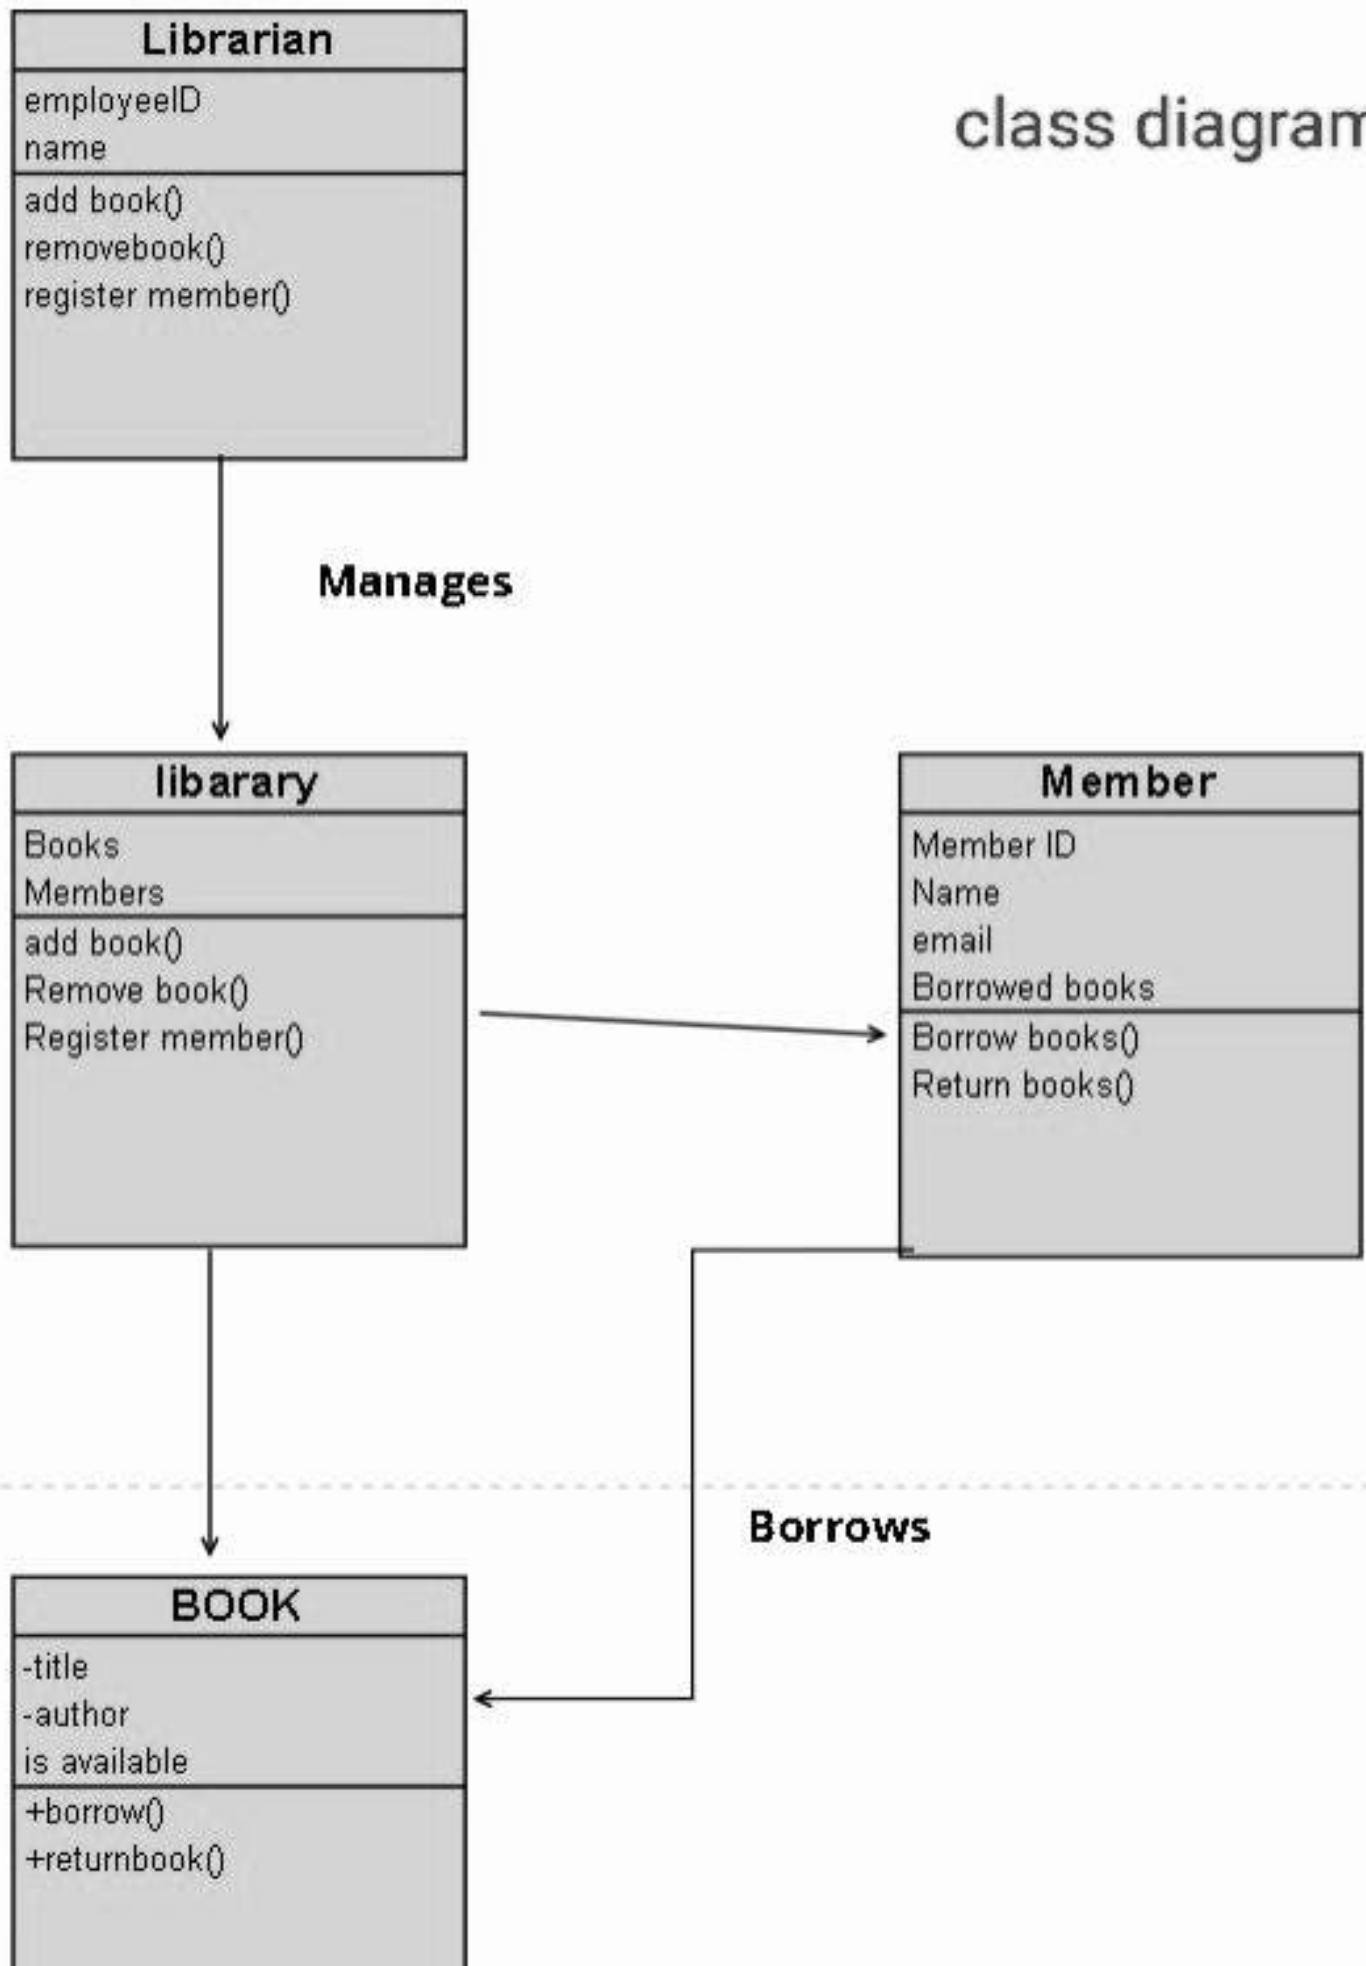 Librarian
employeeID
name
add book()
removebook()
register member()
class diagram
Manages
libarary
Books
Members
add book()
Remove book()
Register member()
Member
Member ID
Name
email
Borrowed books
Borrow books()
Return books()
Borrows
BOOK
-title
-author
is available
+borrow()
+returnbook()